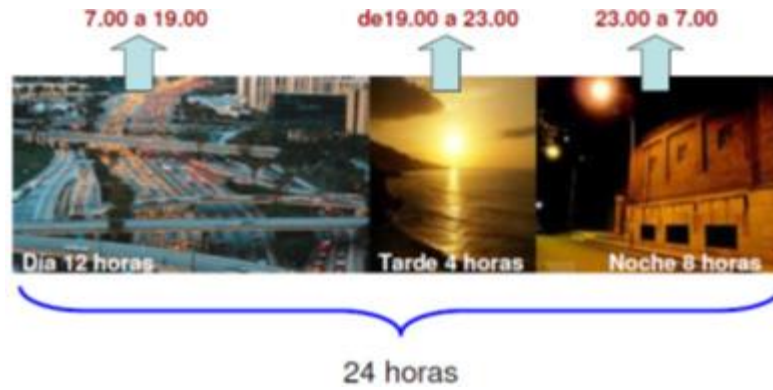 7.00 a 19.00
de19.00 a 23.00
23.00 a 7.00
Día 12 horas
Tarde 4 horas
Noche 8 horas
24 horas